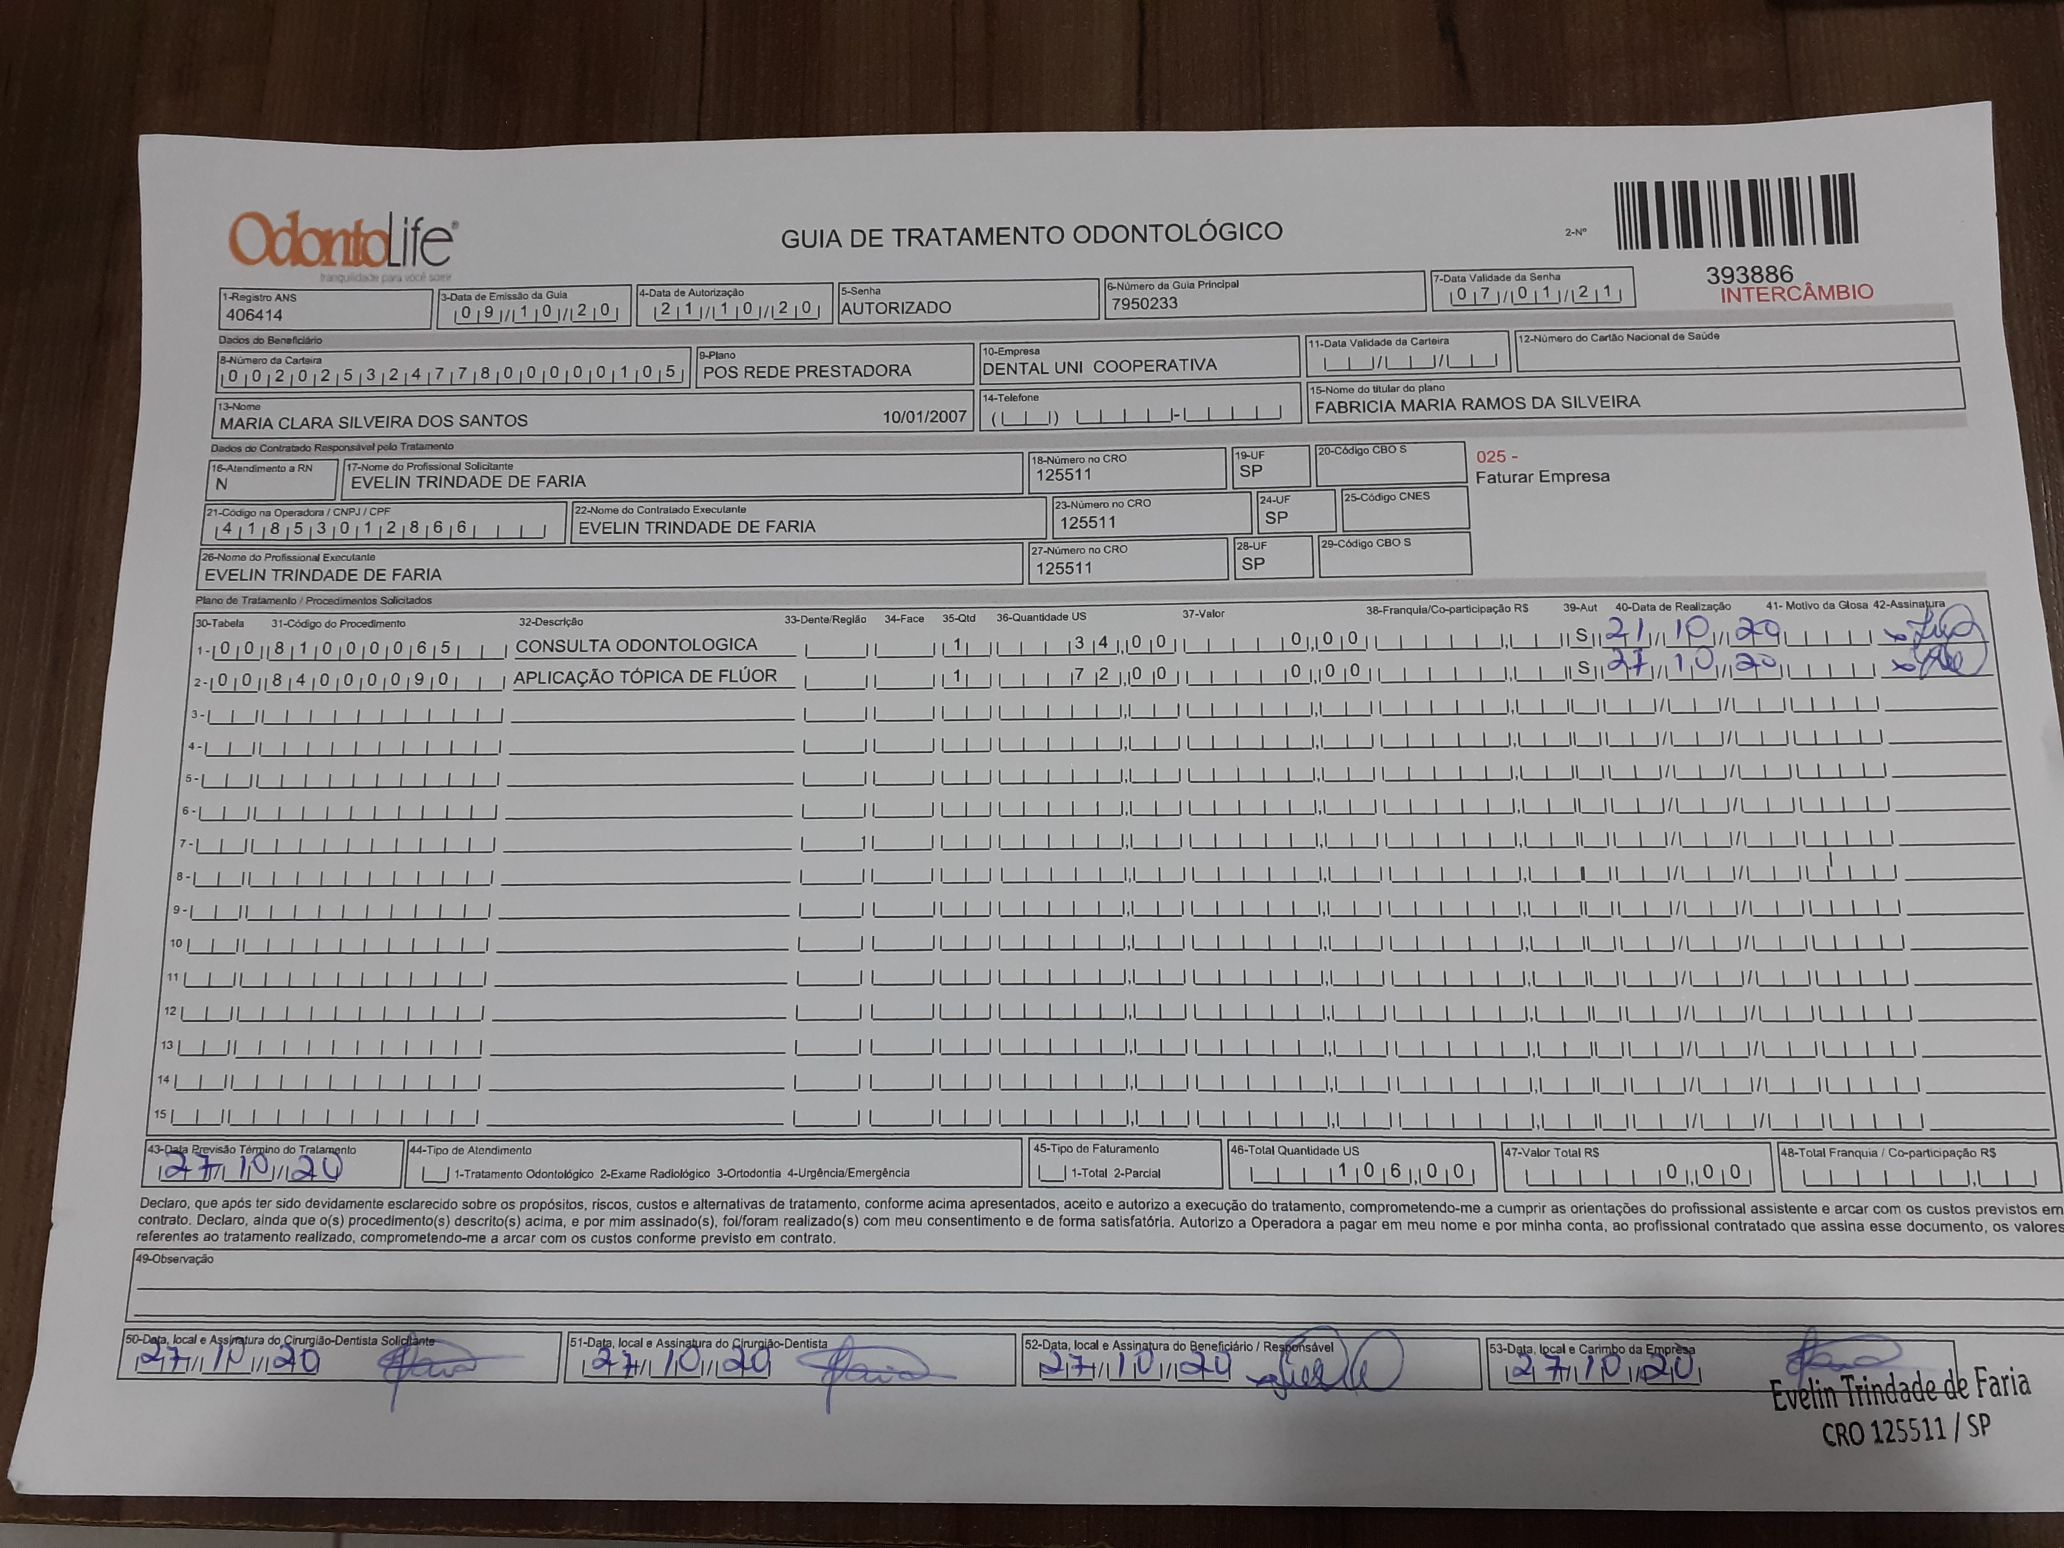 OdontoLife®
tranquilidade para você sorrir
GUIA DE TRATAMENTO ODONTOLÓGICO
2-Nº
393886
INTERCÂMBIO
1-Registro ANS
406414
3-Data de Emissão da Guia
09/10/20
4-Data de Autorização
21/10/20
5-Senha
AUTORIZADO
6-Número da Guia Principal
7950233
7-Data Validade da Senha
07/01/21
Dados do Beneficiário
8-Número da Carteira
00202532477800000105
9-Plano
POS REDE PRESTADORA
10-Empresa
DENTAL UNI COOPERATIVA
11-Data Validade da Carteira
12-Número do Cartão Nacional de Saúde
13-Nome
MARIA CLARA SILVEIRA DOS SANTOS 10/01/2007
14-Telefone
15-Nome do titular do plano
FABRICIA MARIA RAMOS DA SILVEIRA
Dados do Contratado Responsável pelo Tratamento
16-Atendimento a RN
N
17-Nome do Profissional Solicitante
EVELIN TRINDADE DE FARIA
18-Número no CRO
125511
19-UF
SP
20-Código CBO S
025 -
Faturar Empresa
21-Código na Operadora / CNPJ / CPF
41853012866
22-Nome do Contratado Executante
EVELIN TRINDADE DE FARIA
23-Número no CRO
125511
24-UF
SP
25-Código CNES
26-Nome do Profissional Executante
EVELIN TRINDADE DE FARIA
27-Número no CRO
125511
28-UF
SP
29-Código CBO S
Plano de Tratamento / Procedimentos Solicitados
30-Tabela 31-Código do Procedimento 32-Descrição 33-Dente/Região 34-Face 35-Qtd 36-Quantidade US 37-Valor 38-Franquia/Co-participação R$ 39-Aut 40-Data de Realização 41- Motivo da Glosa 42-Assinatura
1- 00 81000065 CONSULTA ODONTOLOGICA 1 34,00 0,00 S 21/10/20
2- 00 84000090 APLICAÇÃO TÓPICA DE FLÚOR 1 72,00 0,00 S 27/10/20
3-
4-
5-
6-
7-
8-
9-
10
11
12
13
14
15
43-Data Previsão Término do Tratamento
27/10/20
44-Tipo de Atendimento
1-Tratamento Odontológico 2-Exame Radiológico 3-Ortodontia 4-Urgência/Emergência
45-Tipo de Faturamento
1-Total 2-Parcial
46-Total Quantidade US
106,00
47-Valor Total R$
0,00
48-Total Franquia / Co-participação R$
Declaro, que após ter sido devidamente esclarecido sobre os propósitos, riscos, custos e alternativas de tratamento, conforme acima apresentados, aceito e autorizo a execução do tratamento, comprometendo-me a cumprir as orientações do profissional assistente e arcar com os custos previstos em
contrato. Declaro, ainda que o(s) procedimento(s) descrito(s) acima, e por mim assinado(s), foi/foram realizado(s) com meu consentimento e de forma satisfatória. Autorizo a Operadora a pagar em meu nome e por minha conta, ao profissional contratado que assina esse documento, os valores
referentes ao tratamento realizado, comprometendo-me a arcar com os custos conforme previsto em contrato.
49-Observação
50-Data, local e Assinatura do Cirurgião-Dentista Solicitante
27/10/20
51-Data, local e Assinatura do Cirurgião-Dentista
27/10/20
52-Data, local e Assinatura do Beneficiário / Responsável
27/10/20
53-Data, local e Carimbo da Empresa
27/10/20
Evelin Trindade de Faria
CRO 125511 / SP